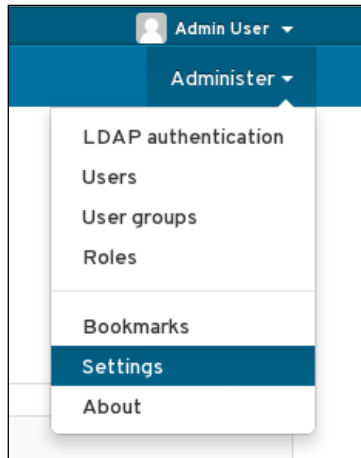 Admin User
Administer
LDAP authentication
Users
User groups
Roles
Bookmarks
Settings
About